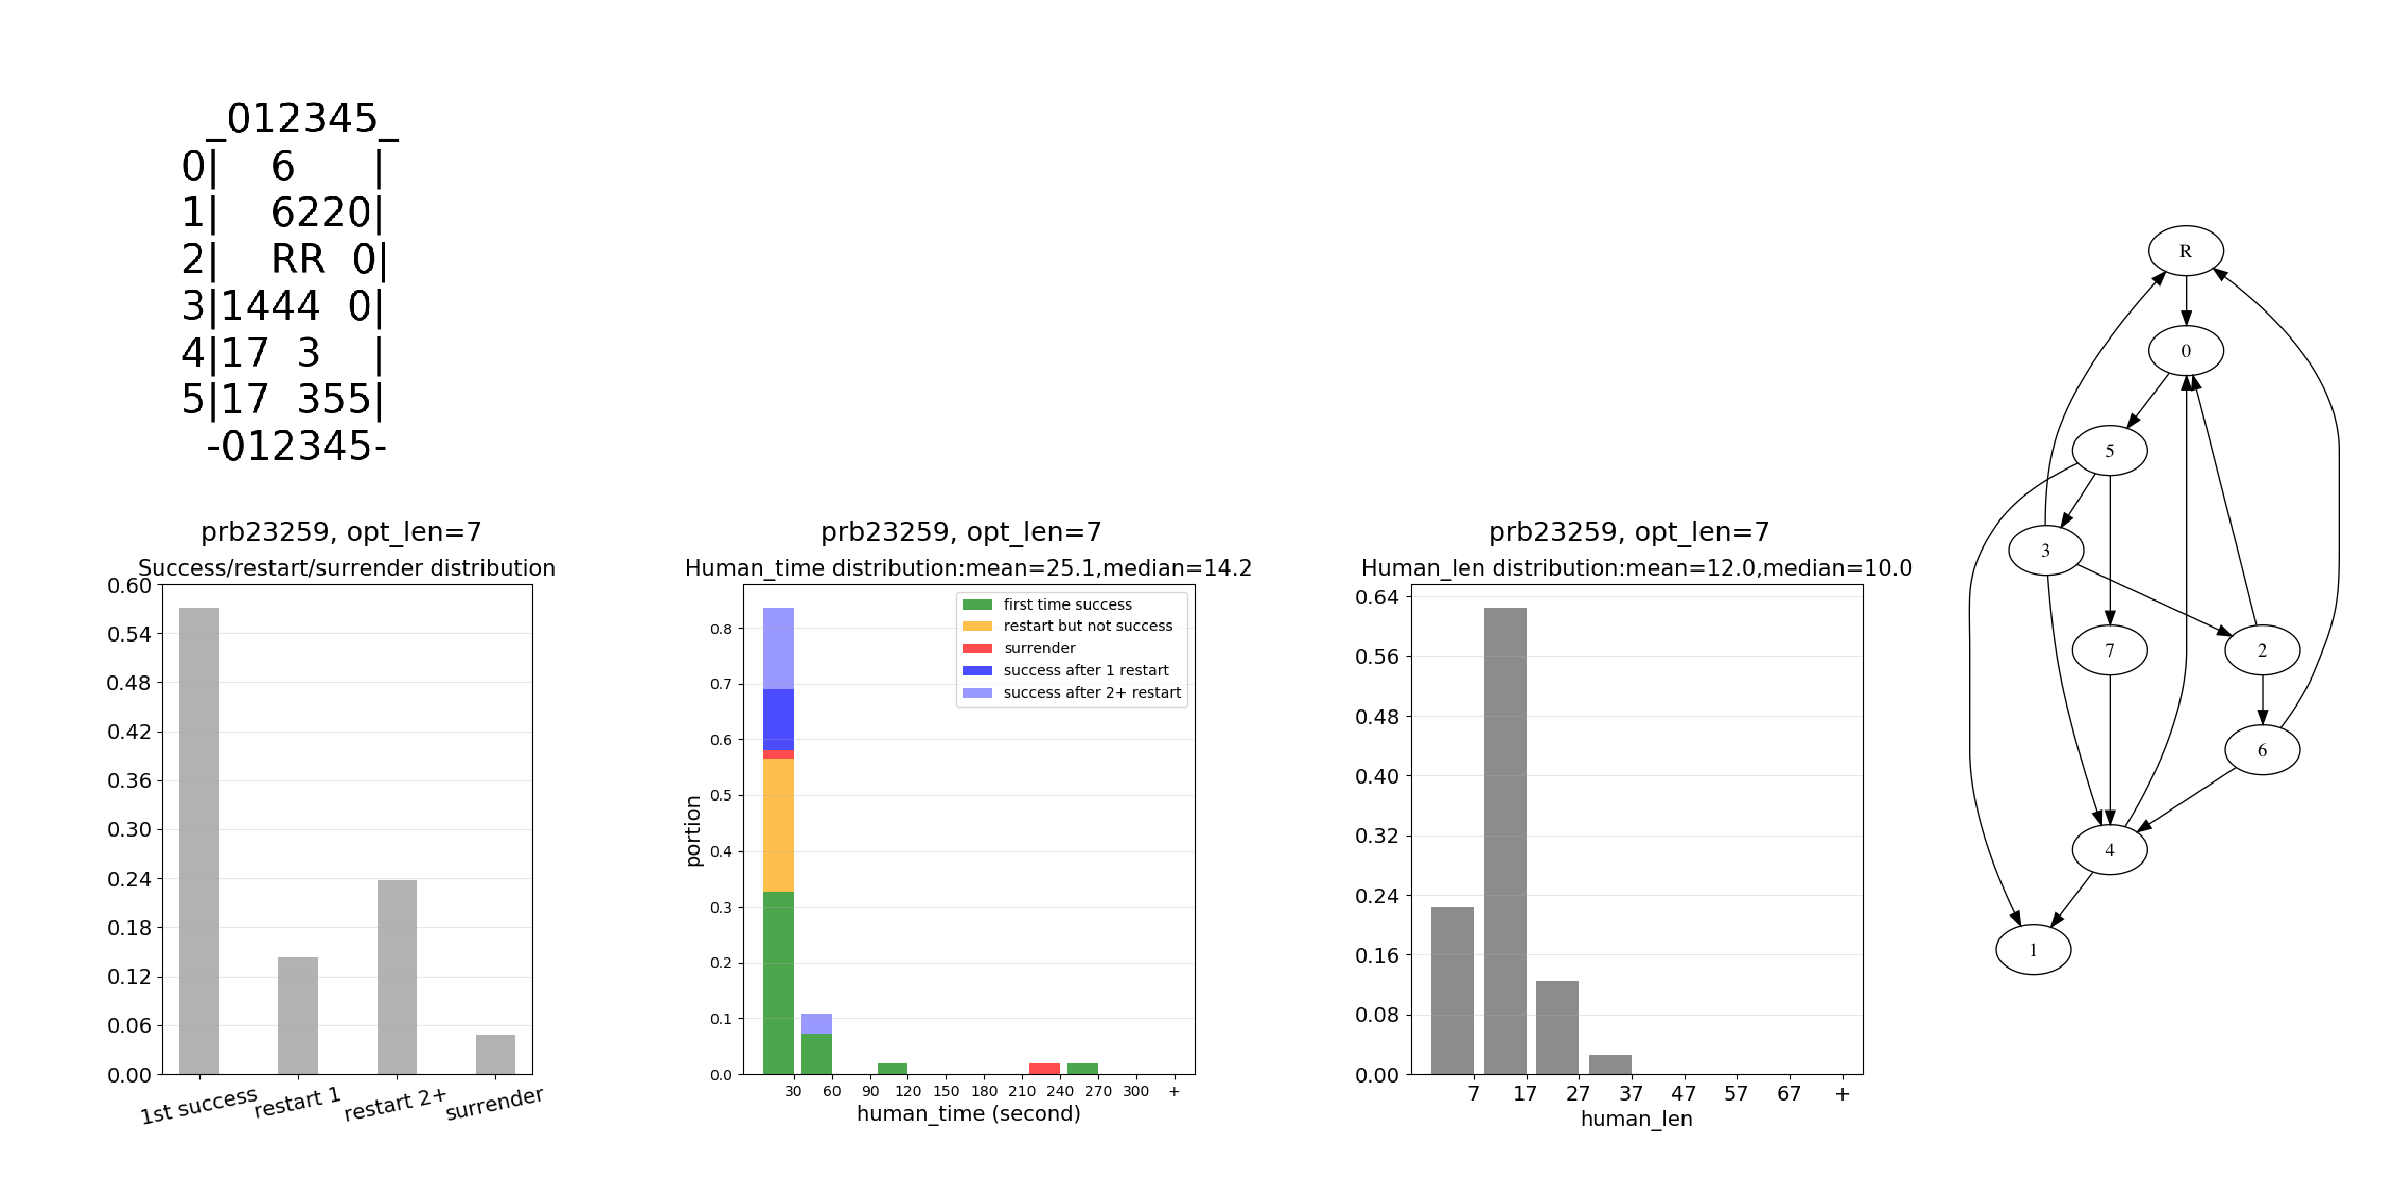 _012345_
0|  6   |
1|  6220|
2|  RR 0|
3|1444 0|
4|17 3  |
5|17 355|
-012345-
prb23259, opt_len=7
Success/restart/surrender distribution
0.60
0.54
0.48
0.42
0.36
0.30
0.24
0.18
0.12
0.06
0.00
1st success
restart 1
restart 2+
surrender
prb23259, opt_len=7
Human_time distribution:mean=25.1,median=14.2
first time success
restart but not success
surrender
success after 1 restart
success after 2+ restart
portion
0.8
0.7
0.6
0.5
0.4
0.3
0.2
0.1
0.0
30 60 90 120 150 180 210 240 270 300 +
human_time (second)
prb23259, opt_len=7
Human_len distribution:mean=12.0,median=10.0
0.64
0.56
0.48
0.40
0.32
0.24
0.16
0.08
0.00
7 17 27 37 47 57 67 +
human_len
R
0
5
3
7 2
6
4
1